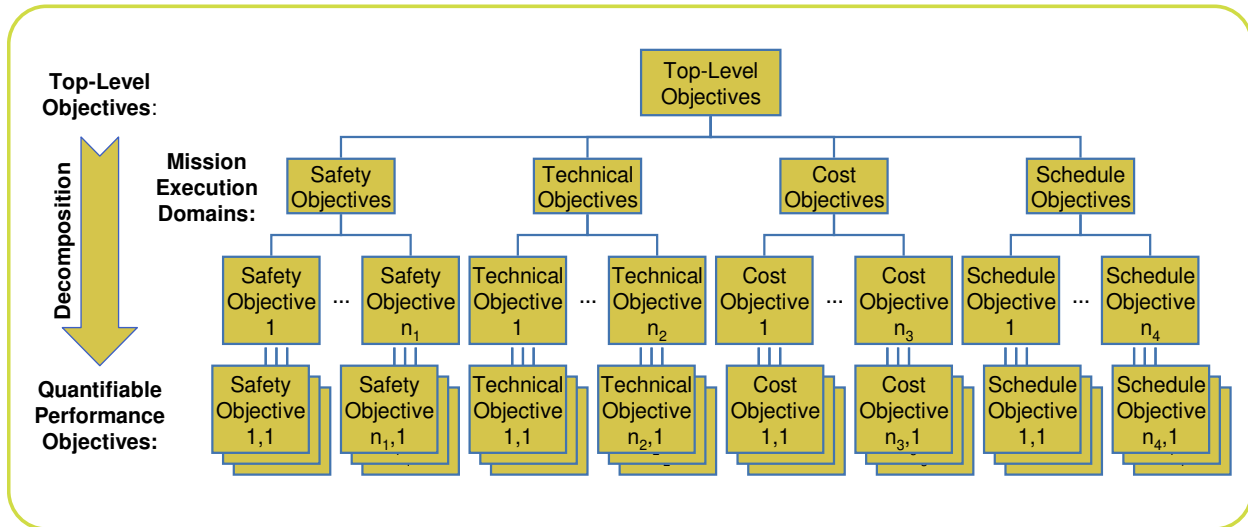 Top-Level
Objectives:
Top-Level
Objectives
Decomposition
Mission
Execution
Domains:
Safety
Objectives
Technical
Objectives
Cost
Objectives
Schedule
Objectives
Safety
Objective
1
...
Safety
Objective
n₁
Technical
Objective
1
...
Technical
Objective
n₂
Cost
Objective
1
...
Cost
Objective
n₃
Schedule
Objective
1
...
Schedule
Objective
n₄
Quantifiable
Performance
Objectives:
Safety
Objective
1,1
Safety
Objective
n₁,1
Technical
Objective
1,1
Technical
Objective
n₂,1
Cost
Objective
1,1
Cost
Objective
n₃,1
Schedule
Objective
1,1
Schedule
Objective
n₄,1